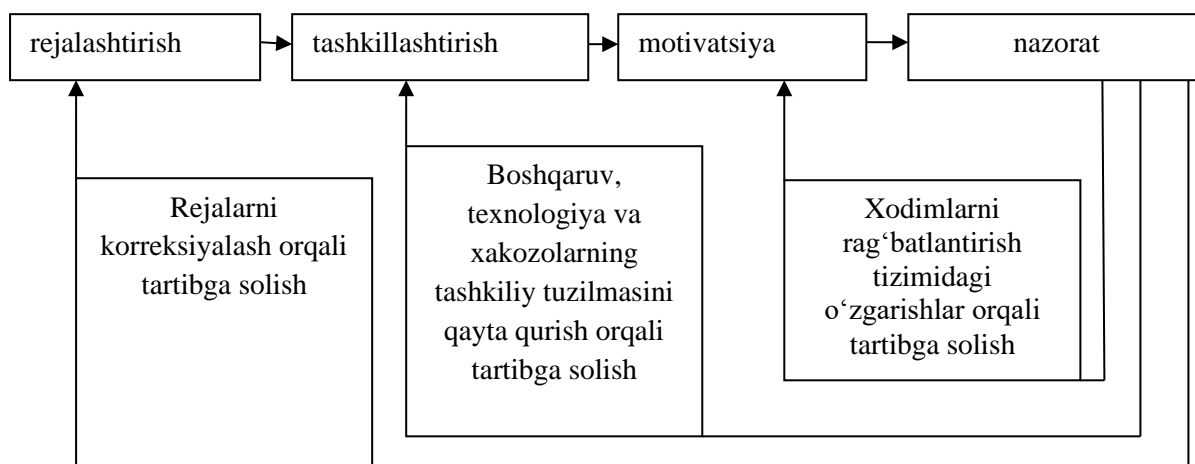 rejalashtirish
tashkillashtirish
motivatsiya
nazorat
Rejalarni
korreksiyalash orqali
tartibga solish
Boshqaruv,
texnologiya va
xakozolarning
tashkiliy tuzilmasini
qayta qurish orqali
tartibga solish
Xodimlarni
rag‘batlantirish
tizimidagi
o‘zgarishlar orqali
tartibga solish